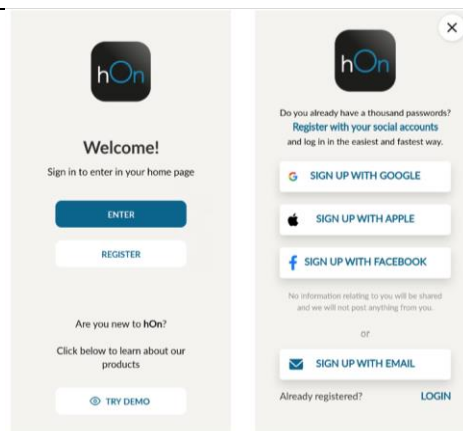 hOn
Welcome!
Sign in to enter in your home page
ENTER
REGISTER
Are you new to hOn?
Click below to learn about our
products
TRY DEMO
hOn
Do you already have a thousand passwords?
Register with your social accounts
and log in in the easiest and fastest way.
SIGN UP WITH GOOGLE
SIGN UP WITH APPLE
SIGN UP WITH FACEBOOK
No information relating to you will be shared
and we will not post anything from you.
or
SIGN UP WITH EMAIL
Already registered? LOGIN